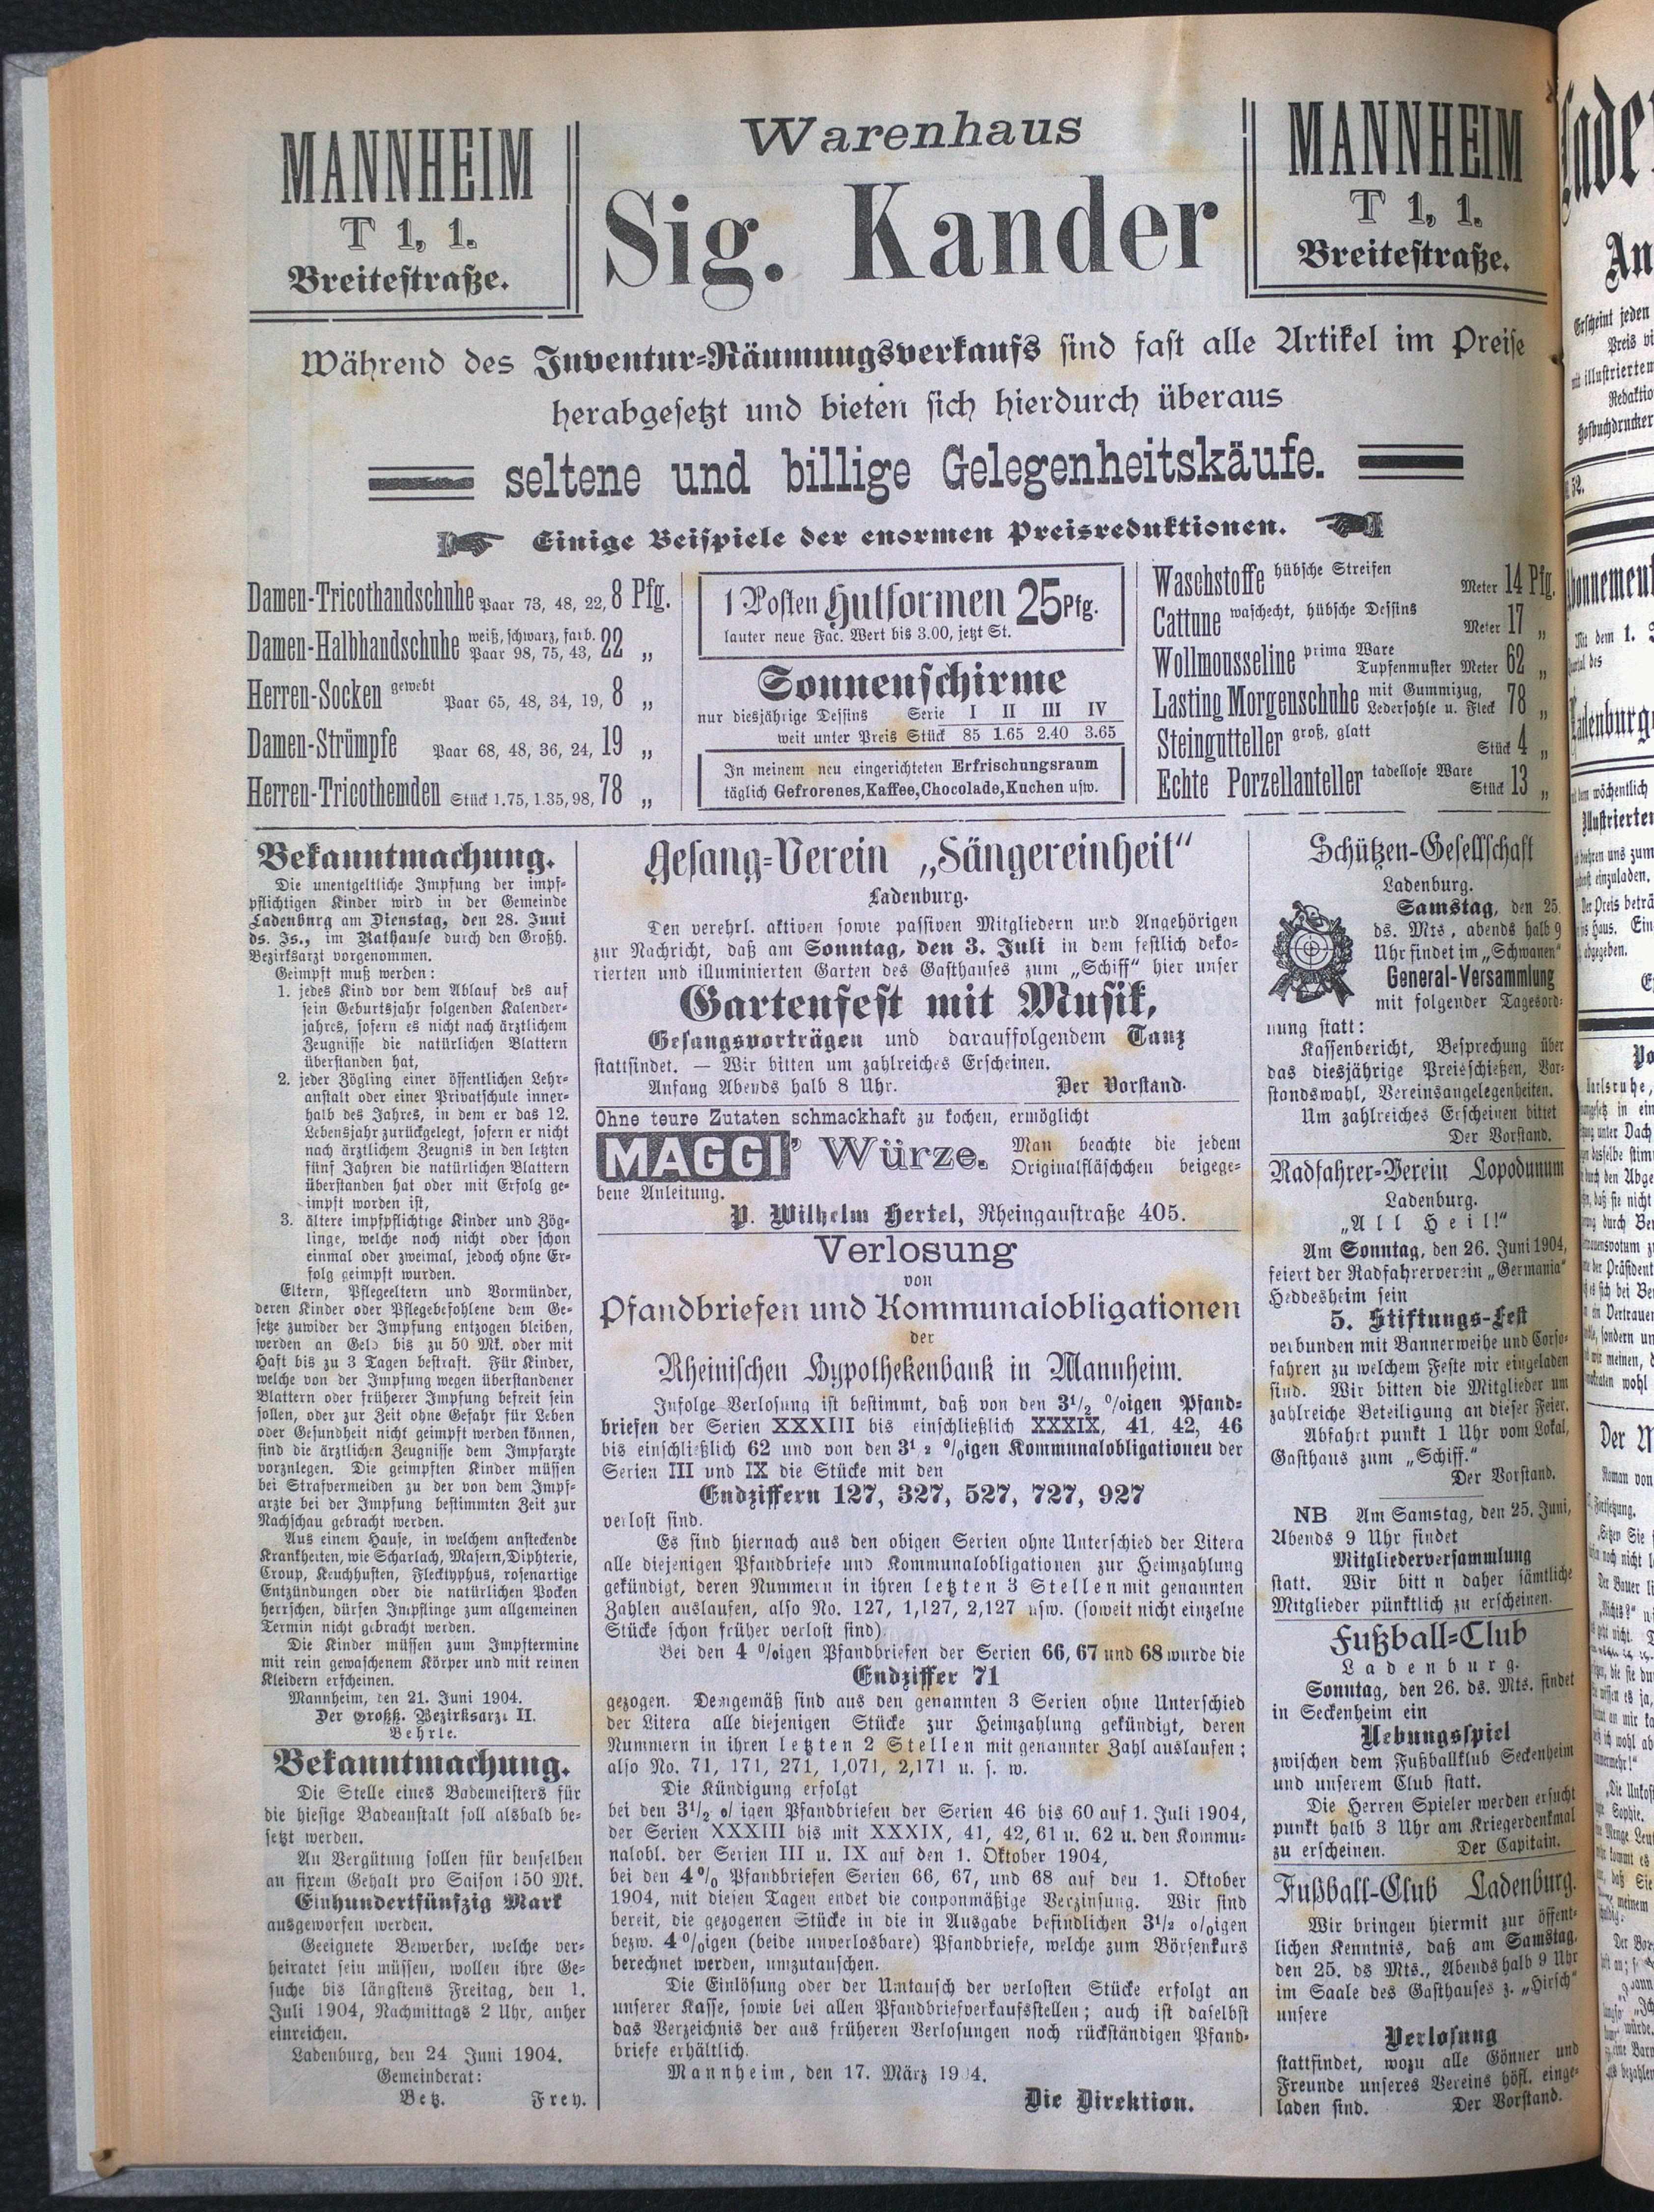 MANNHEIM
T 1, 1.
Breitestraße.
Warenhaus
Sig. Kander
MANNHEIM
T 1, 1.
Breitestraße.
Während des Inventur-Räumungsverkaufs sind fast alle Artikel im Preise
herabgesetzt und bieten sich hierdurch überaus
seltene und billige Gelegenheitskäufe.
Einige Beispiele der enormen Preisreduktionen.
Damen-Tricothandschuhe Paar 73, 48, 22, 8 Pfg.
Damen-Halbhandschuhe weiß, schwarz, farb. Paar 98, 75, 43, 22 „
Herren-Socken gewebt Paar 65, 48, 34, 19, 8 „
Damen-Strümpfe Paar 68, 48, 36, 24, 19 „
Herren-Tricothemden Stück 1.75, 1.35, 98, 78 „
1 Posten Hutformen 25 Pfg.
lauter neue Fac. Wert bis 3.00, jetzt St.
Sonnenschirme
nur diesjährige Dessins Serie I II III IV
weit unter Preis Stück 85 1.65 2.40 3.65
In meinem neu eingerichteten Erfrischungsraum
täglich Gefrorenes, Kaffee, Chocolade, Kuchen usw.
Waschstoffe hübsche Streifen Meter 14 Pfg.
Cattune waschecht, hübsche Dessins Meter 17 „
Wollmousseline prima Ware Tupfenmuster Meter 62 „
Lasting Morgenschuhe mit Gummizug, Ledersohle u. Fleck 78 „
Steingutteller groß, glatt Stück 4 „
Echte Porzellanteller tadellose Ware Stück 13 „
Bekanntmachung.
Die unentgeltliche Impfung der impf-
pflichtigen Kinder wird in der Gemeinde
Ladenburg am Dienstag, den 28. Juni
ds. Js., im Rathause durch den Großh.
Bezirksarzt vorgenommen.
Geimpft muß werden:
1. jedes Kind vor dem Ablauf des auf
sein Geburtsjahr folgenden Kalender-
jahres, sofern es nicht nach ärztlichem
Zeugnisse die natürlichen Blattern
überstanden hat,
2. jeder Zögling einer öffentlichen Lehr-
anstalt oder einer Privatschule inner-
halb des Jahres, in dem er das 12.
Lebensjahr zurückgelegt, sofern er nicht
nach ärztlichem Zeugnis in den letzten
fünf Jahren die natürlichen Blattern
überstanden hat oder mit Erfolg ge-
impft worden ist,
3. ältere impfpflichtige Kinder und Zög-
linge, welche noch nicht oder schon
einmal oder zweimal, jedoch ohne Er-
folg geimpft wurden.
Eltern, Pflegeeltern und Vormünder,
deren Kinder oder Pflegebefohlene dem Ge-
setze zuwider der Impfung entzogen bleiben,
werden an Geld bis zu 50 Mk. oder mit
Haft bis zu 3 Tagen bestraft. Für Kinder,
welche von der Impfung wegen überstandener
Blattern oder früherer Impfung befreit sein
sollen, oder zur Zeit ohne Gefahr für Leben
oder Gesundheit nicht geimpft werden können,
sind die ärztlichen Zeugnisse dem Impfarzte
vorznlegen. Die geimpften Kinder müssen
bei Strafvermeiden zu der von dem Impf-
arzte bei der Impfung bestimmten Zeit zur
Nachschau gebracht werden.
Aus einem Hause, in welchem ansteckende
Krankheiten, wie Scharlach, Masern, Diphterie,
Croup, Keuchhusten, Flecktyphus, rosenartige
Entzündungen oder die natürlichen Pocken
herrschen, dürfen Impflinge zum allgemeinen
Termin nicht gebracht werden.
Die Kinder müssen zum Impftermine
mit rein gewaschenem Körper und mit reinen
Kleidern erscheinen.
Mannheim, den 21. Juni 1904.
Der Großh. Bezirksarzt II.
Behrle.
Bekanntmachung.
Die Stelle eines Bademeisters für
die hiesige Badeanstalt soll alsbald be-
setzt werden.
An Vergütung sollen für denselben
an fixem Gehalt pro Saison 150 Mk.
Einhundertfünfzig Mark
ausgeworfen werden.
Geeignete Bewerber, welche ver-
heiratet sein müssen, wollen ihre Ge-
suche bis längstens Freitag, den 1.
Juli 1904, Nachmittags 2 Uhr, anher
einreichen.
Ladenburg, den 24 Juni 1904.
Gemeinderat:
Betz. Frey.
Gesang-Verein „Sängereinheit“
Ladenburg.
Den verehrl. aktiven sowie passiven Mitgliedern und Angehörigen
zur Nachricht, daß am Sonntag, den 3. Juli in dem festlich deko-
rierten und illuminierten Garten des Gasthauses zum „Schiff“ hier unser
Gartenfest mit Musik,
Gesangsvorträgen und darauffolgendem Tanz
stattfindet. — Wir bitten um zahlreiches Erscheinen.
Anfang Abends halb 8 Uhr. Der Vorstand.
Ohne teure Zutaten schmackhaft zu kochen, ermöglicht
MAGGI' Würze. Man beachte die jedem
Originalfläschchen beigege-
bene Anleitung.
P. Wilhelm Hertel, Rheingaustraße 405.
Verlosung
von
Pfandbriefen und Kommunalobligationen
der
Rheinischen Hypothekenbank in Mannheim.
Infolge Verlosung ist bestimmt, daß von den 3 1/2 %igen Pfand-
briefen der Serien XXXIII bis einschließlich XXXIX, 41, 42, 46
bis einschließlich 62 und von den 3 1/2 %igen Kommunalobligationen der
Serien III und IX die Stücke mit den
Endziffern 127, 327, 527, 727, 927
verlost sind.
Es sind hiernach aus den obigen Serien ohne Unterschied der Litera
alle diejenigen Pfandbriefe und Kommunalobligationen zur Heimzahlung
gekündigt, deren Nummern in ihren letzten 3 Stellen mit genannten
Zahlen auslaufen, also No. 127, 1,127, 2,127 usw. (soweit nicht einzelne
Stücke schon früher verlost sind)
Bei den 4 %igen Pfandbriefen der Serien 66, 67 und 68 wurde die
Endziffer 71
gezogen. Demgemäß sind aus den genannten 3 Serien ohne Unterschied
der Litera alle diejenigen Stücke zur Heimzahlung gekündigt, deren
Nummern in ihren letzten 2 Stellen mit genannter Zahl auslaufen;
also No. 71, 171, 271, 1,071, 2,171 u. s. w.
Die Kündigung erfolgt
bei den 3 1/2 %igen Pfandbriefen der Serien 46 bis 60 auf 1. Juli 1904,
der Serien XXXIII bis mit XXXIX, 41, 42, 61 u. 62 u. den Kommu-
nalobl. der Serien III u. IX auf den 1. Oktober 1904,
bei den 4% Pfandbriefen Serien 66, 67, und 68 auf den 1. Oktober
1904, mit diesen Tagen endet die couponmäßige Verzinsung. Wir sind
bereit, die gezogenen Stücke in die in Ausgabe befindlichen 3 1/2 %igen
bezw. 4 %igen (beide unverlosbare) Pfandbriefe, welche zum Börsenkurs
berechnet werden, umzutauschen.
Die Einlösung oder der Umtausch der verlosten Stücke erfolgt an
unserer Kasse, sowie bei allen Pfandbriefverkaufsstellen; auch ist daselbst
das Verzeichnis der aus früheren Verlosungen noch rückständigen Pfand-
briefe erhältlich.
Mannheim, den 17. März 19 4.
Die Direktion.
Schützen-Gesellschaft
Ladenburg.
Samstag, den 25.
ds. Mts, abends halb 9
Uhr findet im „Schwanen“
General-Versammlung
mit folgender Tagesord-
nung statt:
Kassenbericht, Besprechung über
das diesjährige Preisschießen, Vor-
standswahl, Vereinsangelegenheiten.
Um zahlreiches Erscheinen bittet
Der Vorstand.
Radfahrer-Verein Lopodunum
Ladenburg.
„All Heil!“
Am Sonntag, den 26. Juni 1904,
feiert der Radfahrerverein „Germania“
Heddesheim sein
5. Stiftungs-Fest
verbunden mit Bannerweihe und Corso-
fahren zu welchem Feste wir eingeladen
sind. Wir bitten die Mitglieder um
zahlreiche Beteiligung an dieser Feier.
Abfahrt punkt 1 Uhr vom Lokal,
Gasthaus zum „Schiff.“
Der Vorstand.
NB Am Samstag, den 25. Juni,
Abends 9 Uhr findet
Mitgliederversammlung
statt. Wir bitt n daher sämtliche
Mitglieder pünktlich zu erscheinen.
Fußball-Club
Ladenburg.
Sonntag, den 26. ds. Mts. findet
in Seckenheim ein
Uebungsspiel
zwischen dem Fußballklub Seckenheim
und unserem Club statt.
Die Herren Spieler werden ersucht
punkt halb 3 Uhr am Kriegerdenkmal
zu erscheinen. Der Capitain.
Fußball-Club Ladenburg.
Wir bringen hiermit zur öffent-
lichen Kenntnis, daß am Samstag,
den 25. ds Mts., Abends halb 9 Uhr
im Saale des Gasthauses z. „Hirsch“
unsere
Verlosung
stattfindet, wozu alle Gönner und
Freunde unseres Vereins höfl. einge-
laden sind. Der Vorstand.